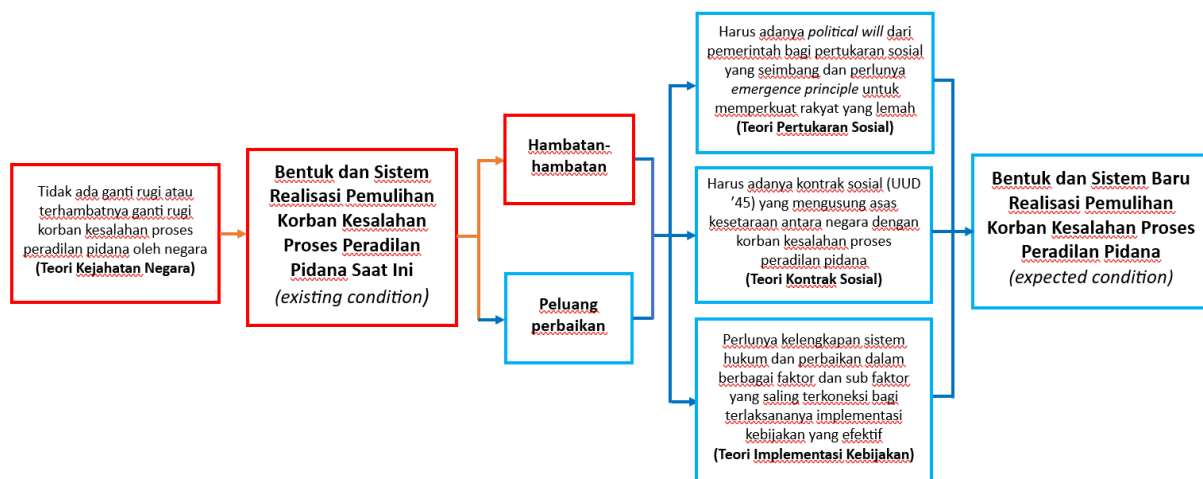 Tidak ada ganti rugi atau
terhambatnya ganti rugi
korban kesalahan proses
peradilan pidana oleh negara
(Teori Kejahatan Negara)
Bentuk dan Sistem
Realisasi Pemulihan
Korban Kesalahan
Proses Peradilan
Pidana Saat Ini
(existing condition)
Hambatan-
hambatan
Peluang
perbaikan
Harus adanya political will dari
pemerintah bagi pertukaran sosial
yang seimbang dan perlunya
emergence principle untuk
memperkuat rakyat yang lemah
(Teori Pertukaran Sosial)
Harus adanya kontrak sosial (UUD
’45) yang mengusung asas
kesetaraan antara negara dengan
korban kesalahan proses
peradilan pidana
(Teori Kontrak Sosial)
Perlunya kelengkapan sistem
hukum dan perbaikan dalam
berbagai faktor dan sub faktor
yang saling terkoneksi bagi
terlaksananya implementasi
kebijakan yang efektif
(Teori Implementasi Kebijakan)
Bentuk dan Sistem Baru
Realisasi Pemulihan
Korban Kesalahan Proses
Peradilan Pidana
(expected condition)